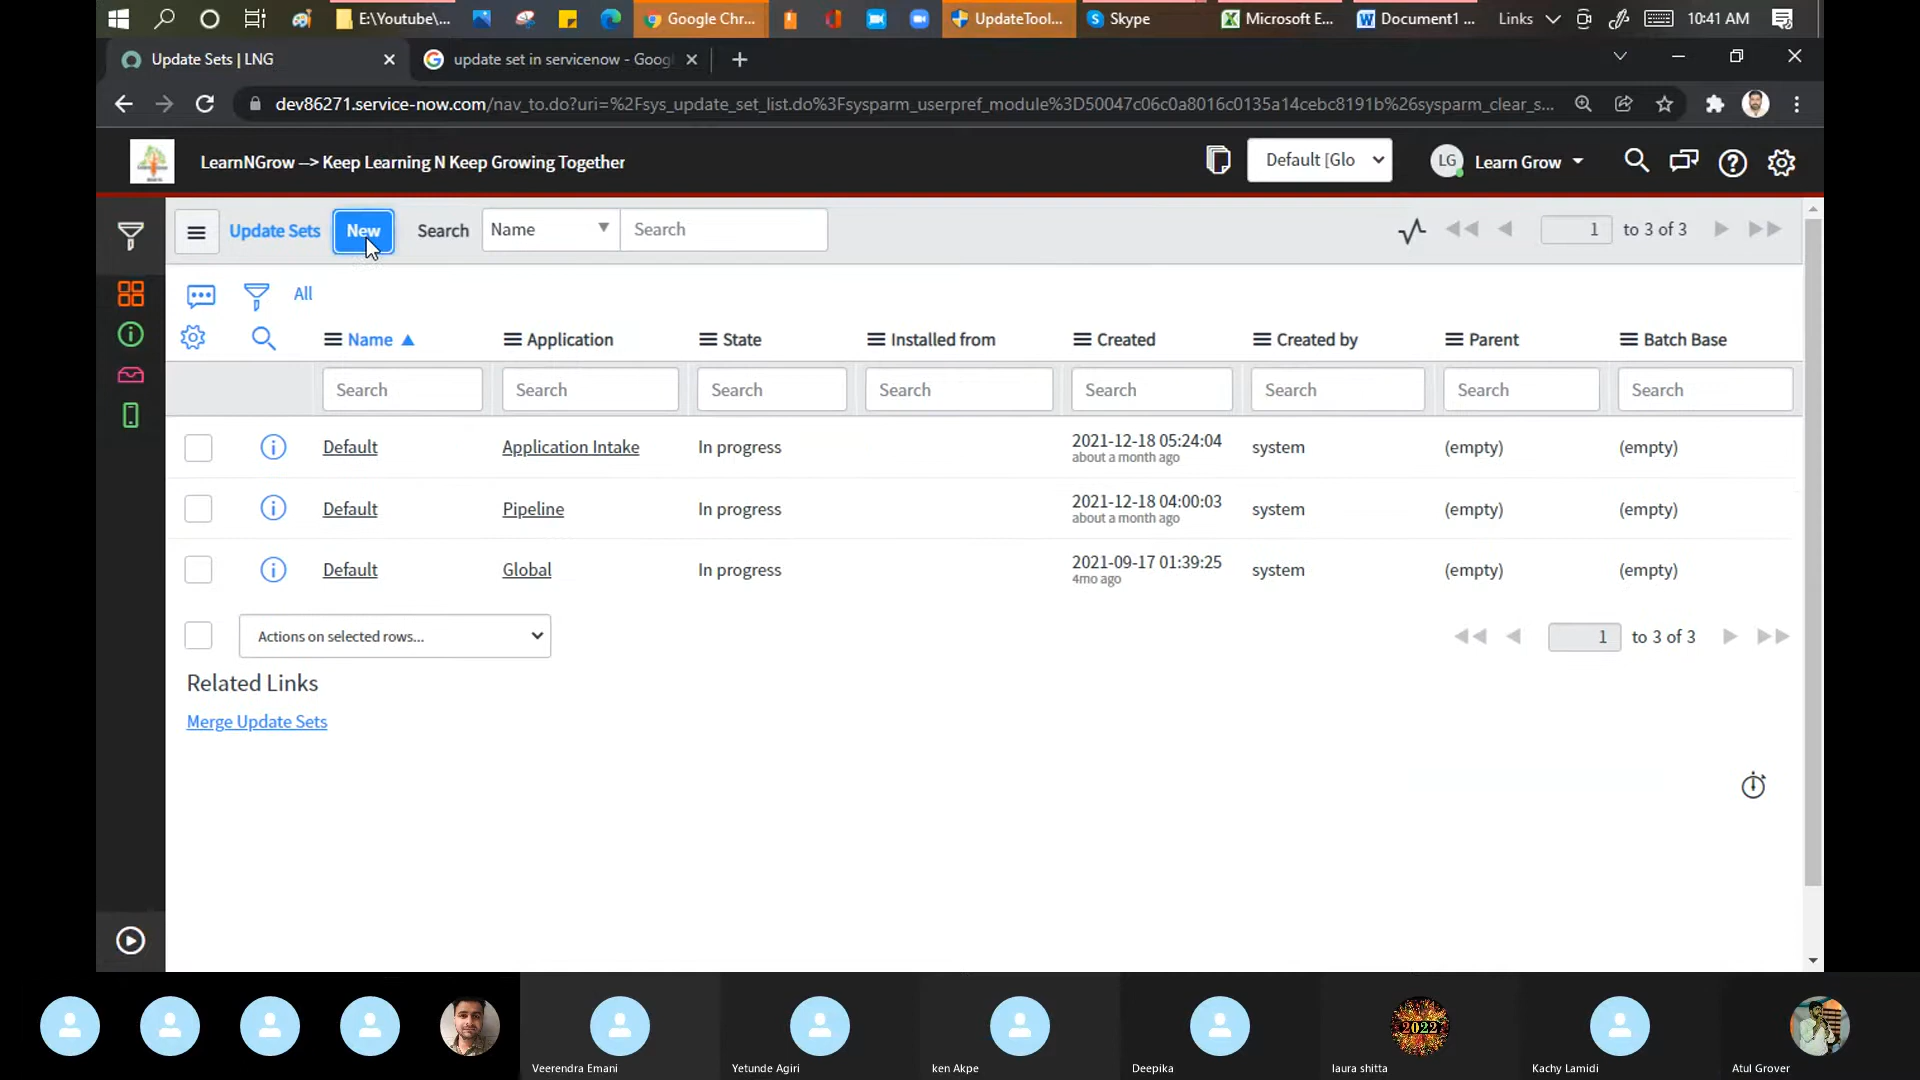 E:\Youtube\...
Google Chr...
UpdateTool...
Skype
Microsoft E...
Document1 ...
Links
10:41 AM
Update Sets | LNG
update set in servicenow - Goog
dev86271.service-now.com/nav_to.do?uri=%2Fsys_update_set_list.do%3Fsysparm_userpref_module%3D50047c06c0a8016c0135a14cebc8191b%26sysparm_clear_s...
LearnNGrow --> Keep Learning N Keep Growing Together
Default [Glo
LG
Learn Grow
Update Sets
New
Search
Name
Search
1
to 3 of 3
All
Name
Application
State
Installed from
Created
Created by
Parent
Batch Base
Search
Search
Search
Search
Search
Search
Search
Search
Default
Application Intake
In progress
2021-12-18 05:24:04
about a month ago
system
(empty)
(empty)
Default
Pipeline
In progress
2021-12-18 04:00:03
about a month ago
system
(empty)
(empty)
Default
Global
In progress
2021-09-17 01:39:25
4mo ago
system
(empty)
(empty)
Actions on selected rows...
1
to 3 of 3
Related Links
Merge Update Sets
2022
Veerendra Emani
Yetunde Agiri
ken Akpe
Deepika
laura shitta
Kachy Lamidi
Atul Grover